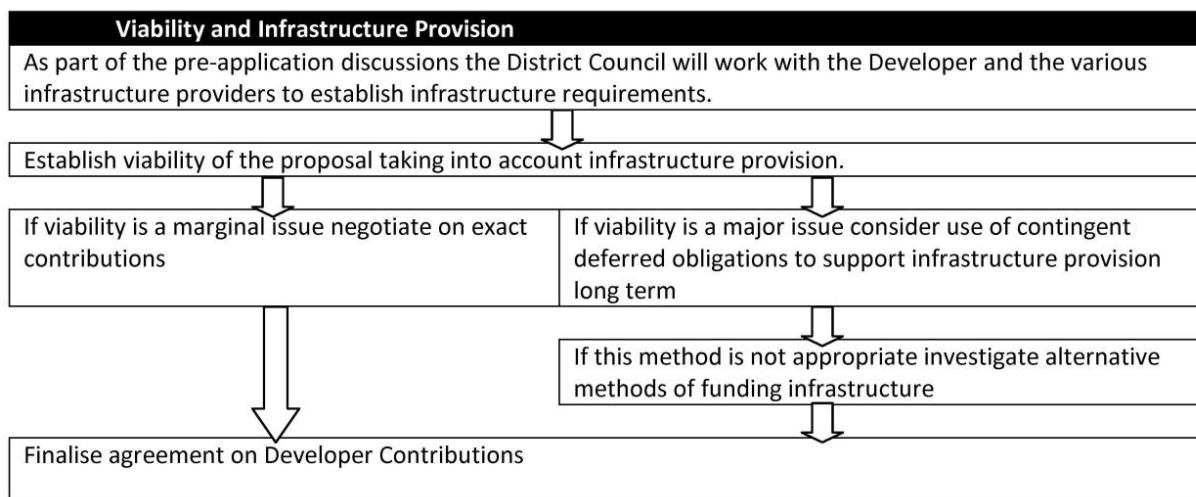 Viability and Infrastructure Provision
As part of the pre-application discussions the District Council will work with the Developer and the various
infrastructure providers to establish infrastructure requirements.
Establish viability of the proposal taking into account infrastructure provision.
If viability is a marginal issue negotiate on exact
contributions
If viability is a major issue consider use of contingent
deferred obligations to support infrastructure provision
long term
If this method is not appropriate investigate alternative
methods of funding infrastructure
Finalise agreement on Developer Contributions